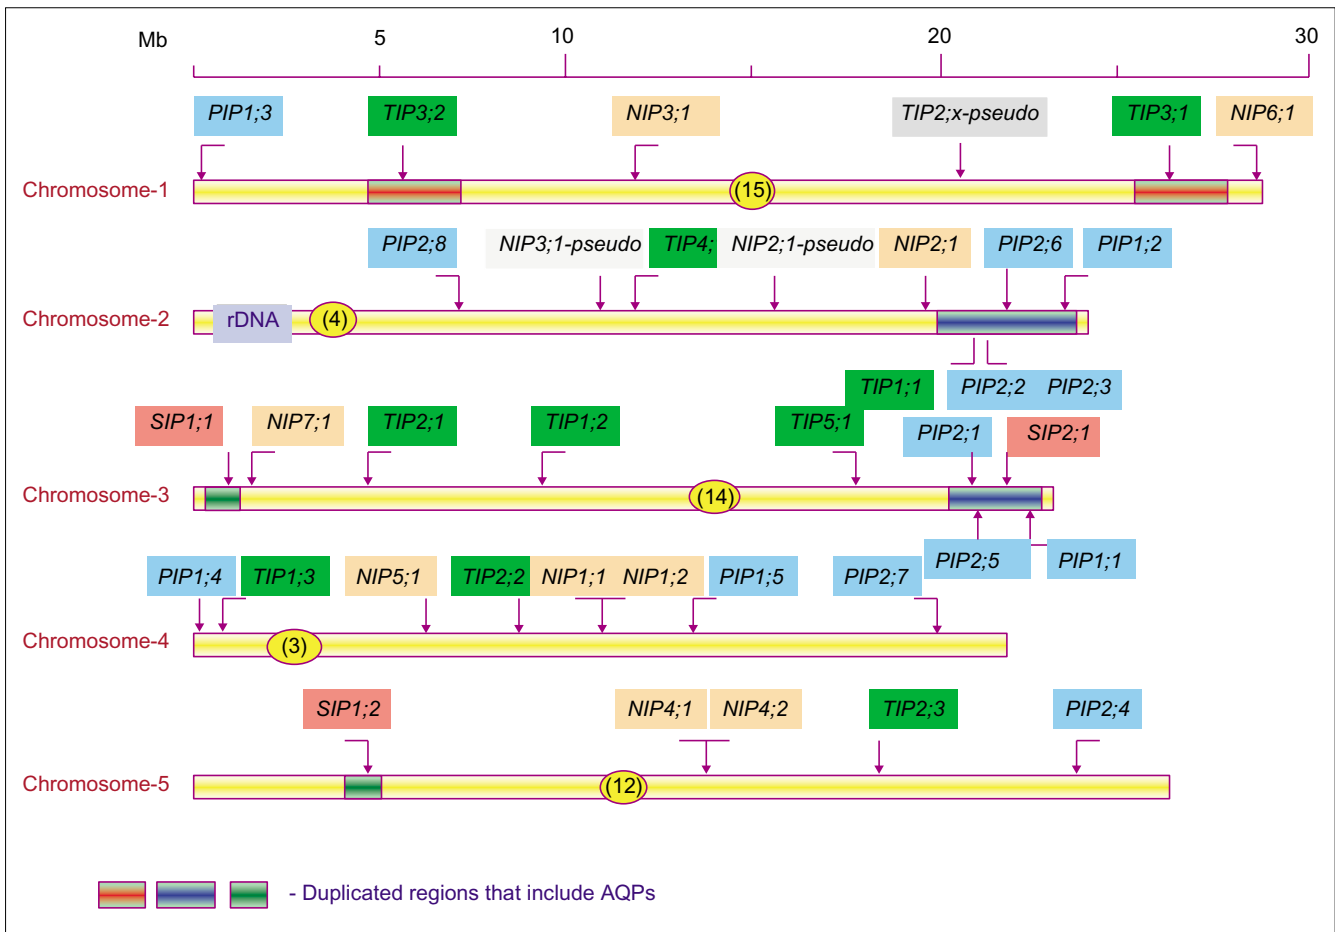 Mb 5 10 20 30
PIP1;3 TIP3;2 NIP3;1 TIP2;x-pseudo TIP3;1 NIP6;1
Chromosome-1 (15)
PIP2;8 NIP3;1-pseudo TIP4; NIP2;1-pseudo NIP2;1 PIP2;6 PIP1;2
Chromosome-2 rDNA (4)
TIP1;1 PIP2;2 PIP2;3
SIP1;1 NIP7;1 TIP2;1 TIP1;2 TIP5;1 PIP2;1 SIP2;1
Chromosome-3 (14)
PIP2;5 PIP1;1
PIP1;4 TIP1;3 NIP5;1 TIP2;2 NIP1;1 NIP1;2 PIP1;5 PIP2;7
Chromosome-4 (3)
SIP1;2 NIP4;1 NIP4;2 TIP2;3 PIP2;4
Chromosome-5 (12)
- Duplicated regions that include AQPs